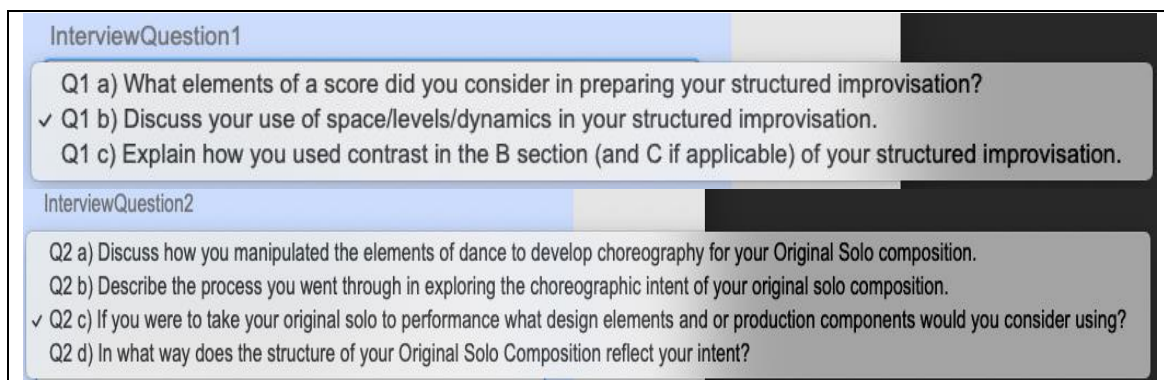 InterviewQuestion1
Q1 a) What elements of a score did you consider in preparing your structured improvisation?
✓ Q1 b) Discuss your use of space/levels/dynamics in your structured improvisation.
Q1 c) Explain how you used contrast in the B section (and C if applicable) of your structured improvisation.
InterviewQuestion2
Q2 a) Discuss how you manipulated the elements of dance to develop choreography for your Original Solo composition.
Q2 b) Describe the process you went through in exploring the choreographic intent of your original solo composition.
✓ Q2 c) If you were to take your original solo to performance what design elements and or production components would you consider using?
Q2 d) In what way does the structure of your Original Solo Composition reflect your intent?